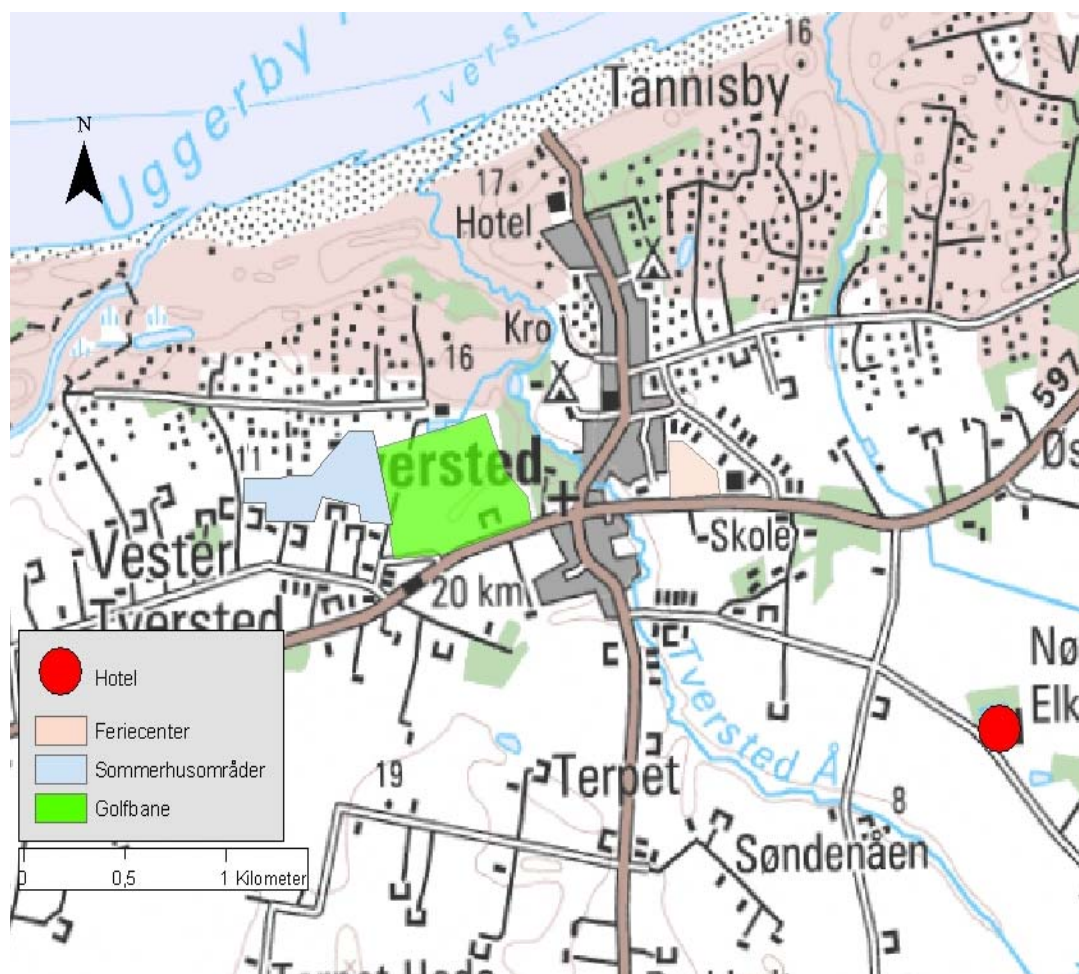 16
Tannisby
V
Uggerby
Tverst
N
17
Hotel
Kro
16
597
Øs
11
Tversted
Vester
Tversted
20 km
Skole
Nø
Elk
Tversted Å
Terpet
19
8
Søndenåen
Hotel
Feriecenter
Sommerhusområder
Golfbane
0 0,5 1 Kilometer